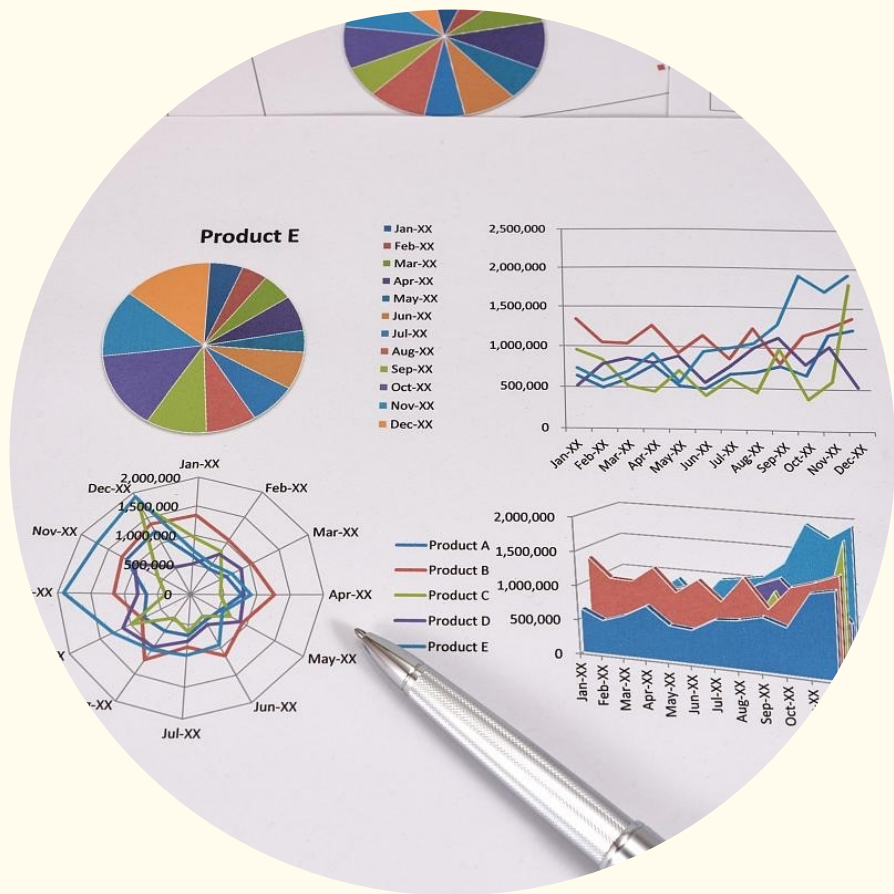 Product E
Jan-XX
Feb-XX
Mar-XX
Apr-XX
May-XX
Jun-XX
Jul-XX
Aug-XX
Sep-XX
Oct-XX
Nov-XX
Dec-XX
2,500,000
2,000,000
1,500,000
1,000,000
500,000
0
Jan-XX
Feb-XX
Mar-XX
Apr-XX
May-XX
Jun-XX
Jul-XX
Aug-XX
Sep-XX
Oct-XX
Nov-XX
Dec-XX
Jan-XX
Feb-XX
Mar-XX
Apr-XX
May-XX
Jun-XX
Jul-XX
-XX
X
-XX
Nov-XX
Dec-XX
2,000,000
1,500,000
1,000,000
500,000
0
Product A
Product B
Product C
Product D
Product E
2,000,000
1,500,000
1,000,000
500,000
0
Jan-XX
Feb-XX
Mar-XX
Apr-XX
May-XX
Jun-XX
Jul-XX
Aug-XX
Sep-XX
Oct-XX
-XX